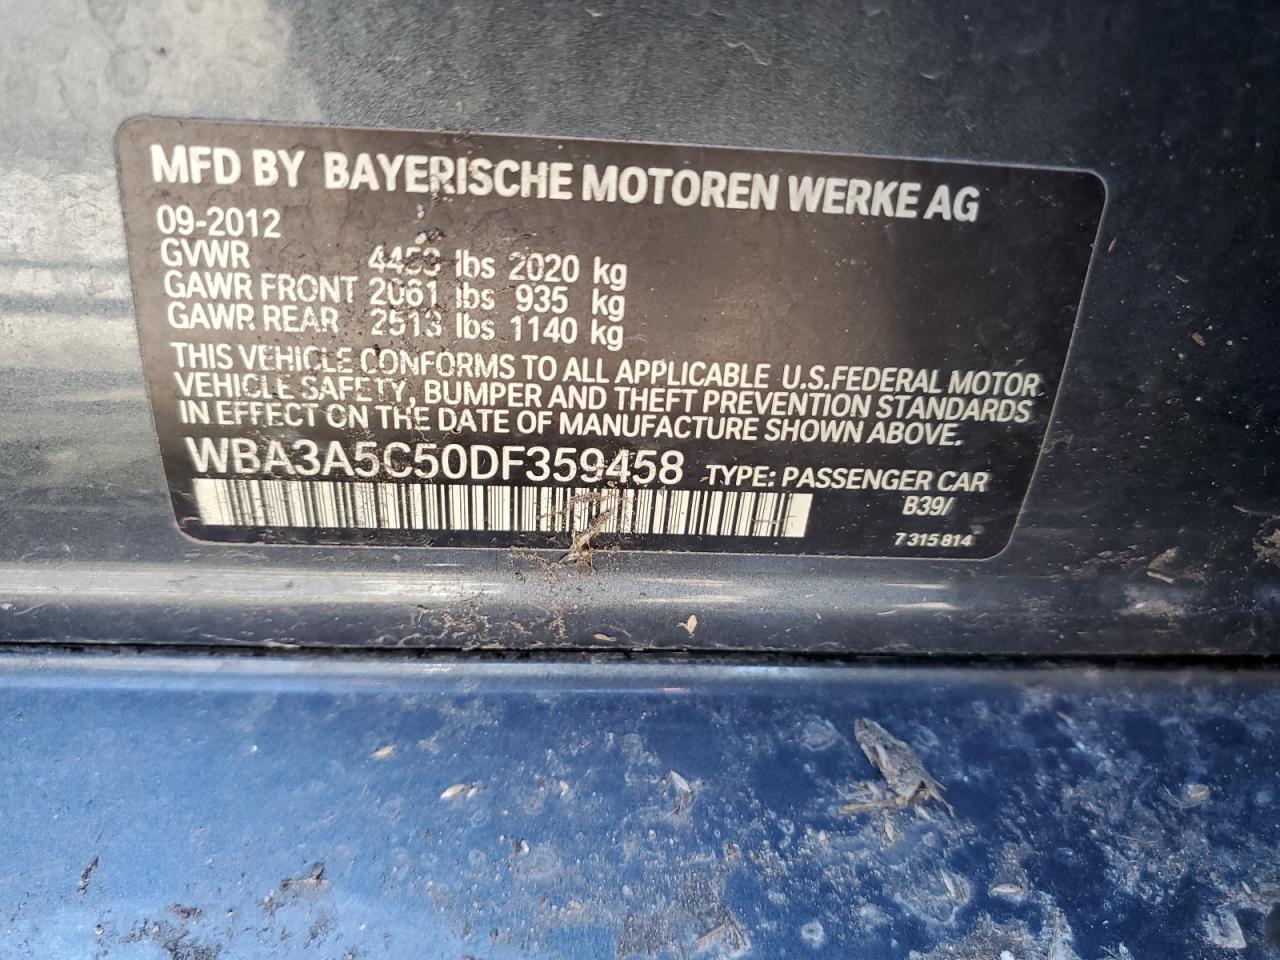 MFD BY BAYERISCHE MOTOREN WERKE AG
09-2012
GVWR 4453 lbs 2020 kg
GAWR FRONT 2061 lbs 935 kg
GAWR REAR 2513 lbs 1140 kg
THIS VEHICLE CONFORMS TO ALL APPLICABLE U.S.FEDERAL MOTOR
VEHICLE SAFETY, BUMPER AND THEFT PREVENTION STANDARDS
IN EFFECT ON THE DATE OF MANUFACTURE SHOWN ABOVE.
WBA3A5C50DF359458 TYPE: PASSENGER CAR
B39/
7 315 814